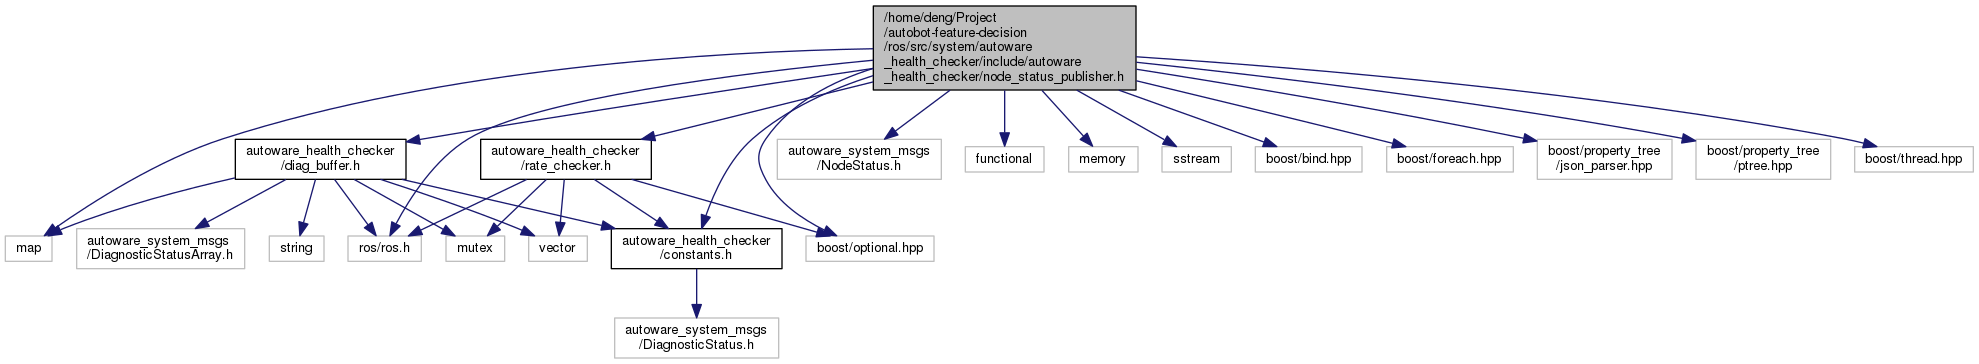 /home/deng/Project
/autobot-feature-decision
/ros/src/system/autoware
_health_checker/include/autoware
_health_checker/node_status_publisher.h
autoware_health_checker
/diag_buffer.h
autoware_health_checker
/rate_checker.h
autoware_system_msgs
/NodeStatus.h
functional
memory
sstream
boost/bind.hpp
boost/foreach.hpp
boost/property_tree
/json_parser.hpp
boost/property_tree
/ptree.hpp
boost/thread.hpp
map
autoware_system_msgs
/DiagnosticStatusArray.h
string
ros/ros.h
mutex
vector
autoware_health_checker
/constants.h
boost/optional.hpp
autoware_system_msgs
/DiagnosticStatus.h